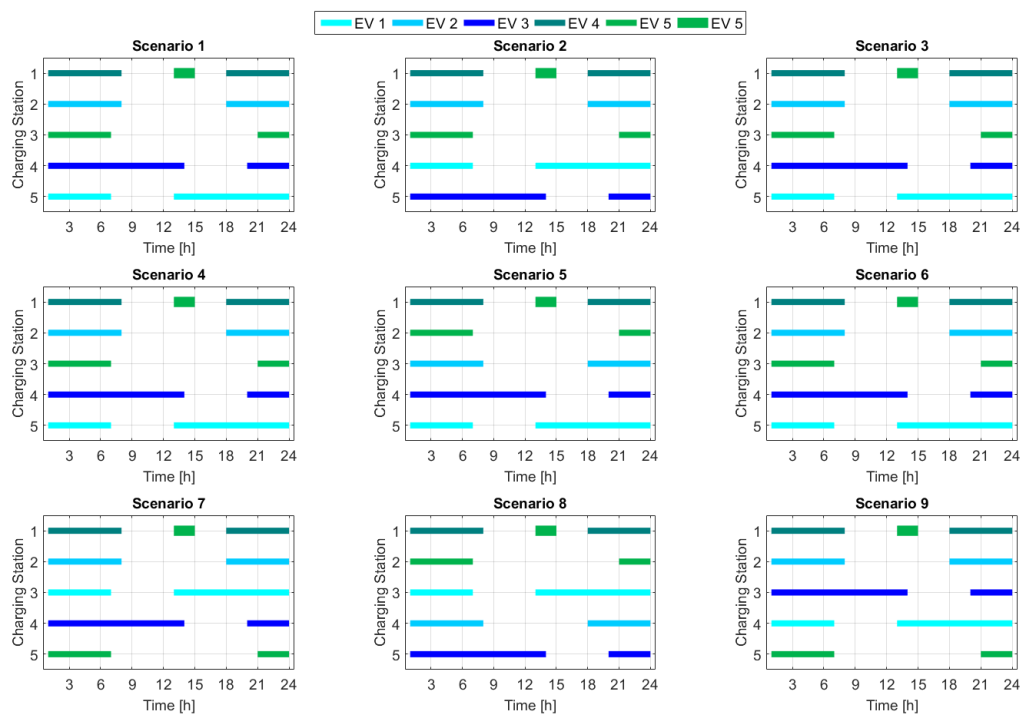 EV 1 EV 2 EV 3 EV 4 EV 5 EV 5
Scenario 1
Charging Station
1
2
3
4
5
3 6 9 12 15 18 21 24
Time [h]
Scenario 2
Charging Station
1
2
3
4
5
3 6 9 12 15 18 21 24
Time [h]
Scenario 3
Charging Station
1
2
3
4
5
3 6 9 12 15 18 21 24
Time [h]
Scenario 4
Charging Station
1
2
3
4
5
3 6 9 12 15 18 21 24
Time [h]
Scenario 5
Charging Station
1
2
3
4
5
3 6 9 12 15 18 21 24
Time [h]
Scenario 6
Charging Station
1
2
3
4
5
3 6 9 12 15 18 21 24
Time [h]
Scenario 7
Charging Station
1
2
3
4
5
3 6 9 12 15 18 21 24
Time [h]
Scenario 8
Charging Station
1
2
3
4
5
3 6 9 12 15 18 21 24
Time [h]
Scenario 9
Charging Station
1
2
3
4
5
3 6 9 12 15 18 21 24
Time [h]